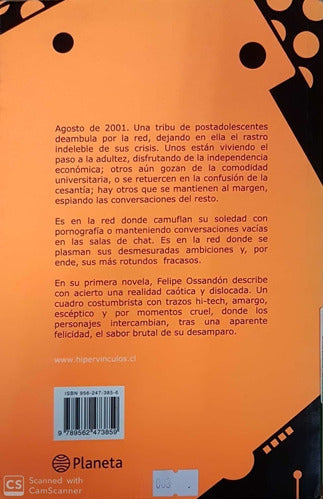 Agosto de 2001. Una tribu de postadolescentes
deambula por la red, dejando en ella el rastro
indeleble de sus crisis. Unos están viviendo el
paso a la adultez, disfrutando de la independencia
económica; otros aún gozan de la comodidad
universitaria, o se retuercen en la confusión de la
cesantía; hay otros que se mantienen al margen,
espiando las conversaciones del resto.
Es en la red donde camuflan su soledad con
pornografía o manteniendo conversaciones vacías
en las salas de chat. Es en la red donde se
plasman sus desmesuradas ambiciones y, por
ende, sus más rotundos fracasos.
En su primera novela, Felipe Ossandón describe
con acierto una realidad caótica y dislocada. Un
cuadro costumbrista con trazos hi-tech, amargo,
escéptico y por momentos cruel, donde los
personajes intercambian, tras una aparente
felicidad, el sabor brutal de su desamparo.
www.hipervinculos.cl
ISBN 956-247-385-6
9 789562 473859
Planeta
003
CS Scanned with
CamScanner